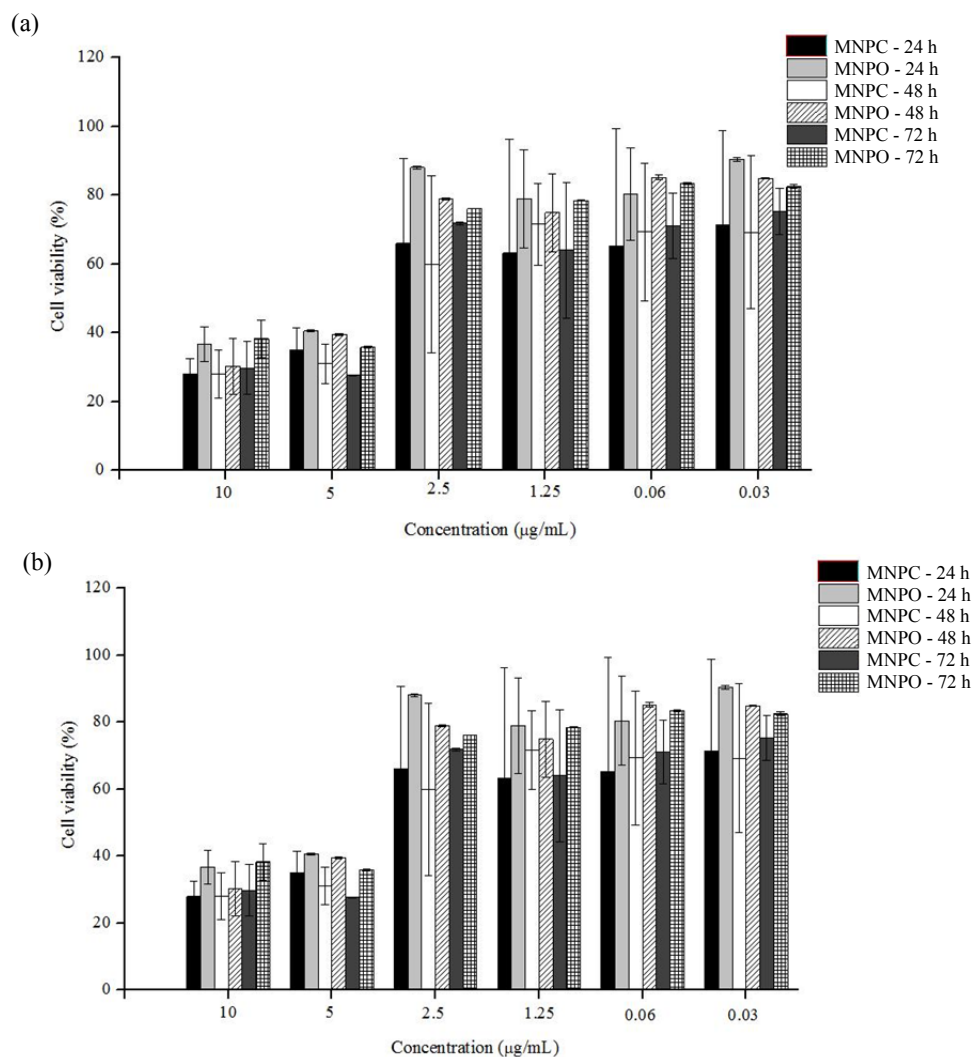 (a)
120
100
80
60
40
20
0
Cell viability (%)
MNPC - 24 h
MNPO - 24 h
MNPC - 48 h
MNPO - 48 h
MNPC - 72 h
MNPO - 72 h
10 5 2.5 1.25 0.06 0.03
Concentration (μg/mL)
(b)
120
100
80
60
40
20
0
Cell viability (%)
MNPC - 24 h
MNPO - 24 h
MNPC - 48 h
MNPO - 48 h
MNPC - 72 h
MNPO - 72 h
10 5 2.5 1.25 0.06 0.03
Concentration (μg/mL)